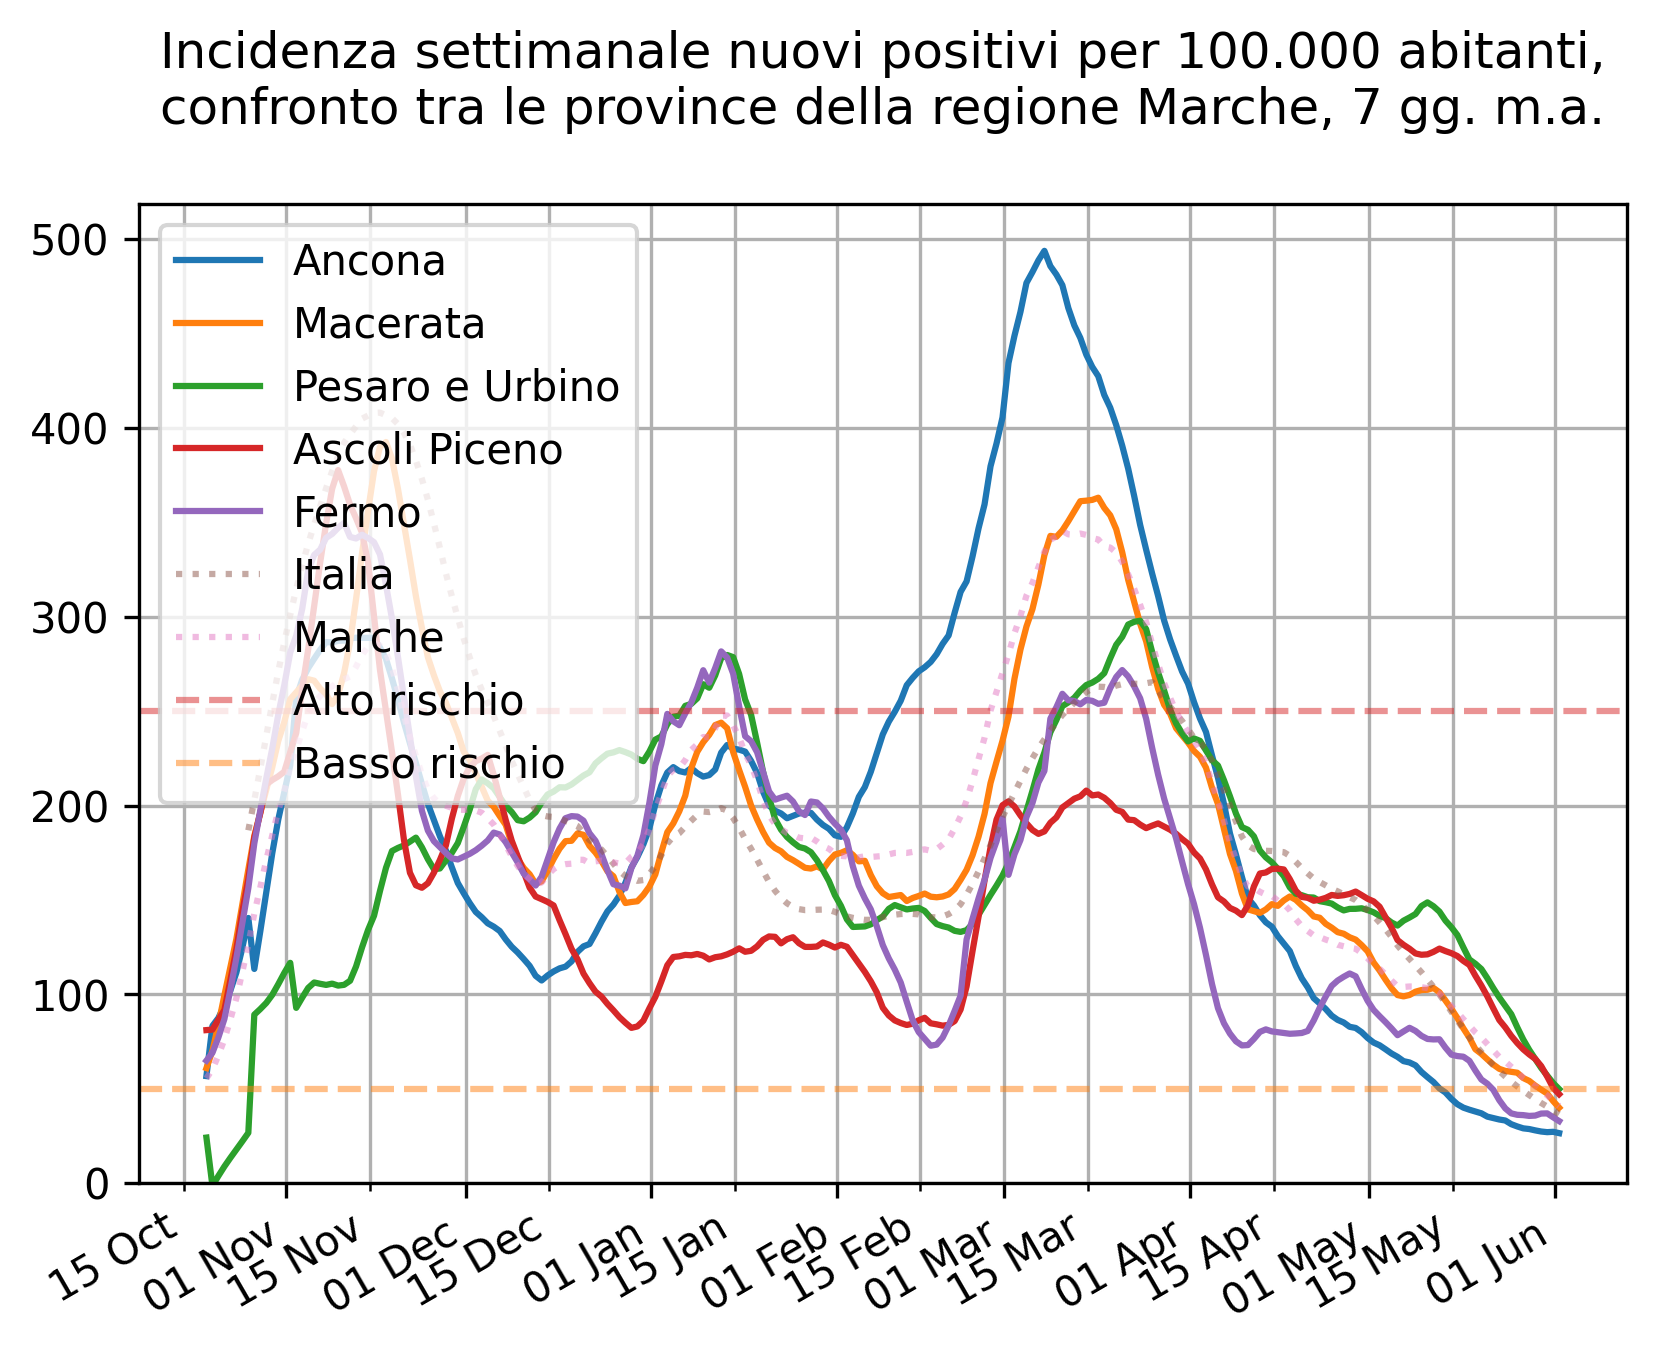 Incidenza settimanale nuovi positivi per 100.000 abitanti,
confronto tra le province della regione Marche, 7 gg. m.a.
500
400
300
200
100
0
Ancona
Macerata
Pesaro e Urbino
Ascoli Piceno
Fermo
Italia
Marche
Alto rischio
Basso rischio
15 Oct
01 Nov
15 Nov
01 Dec
15 Dec
01 Jan
15 Jan
01 Feb
15 Feb
01 Mar
15 Mar
01 Apr
15 Apr
01 May
15 May
01 Jun